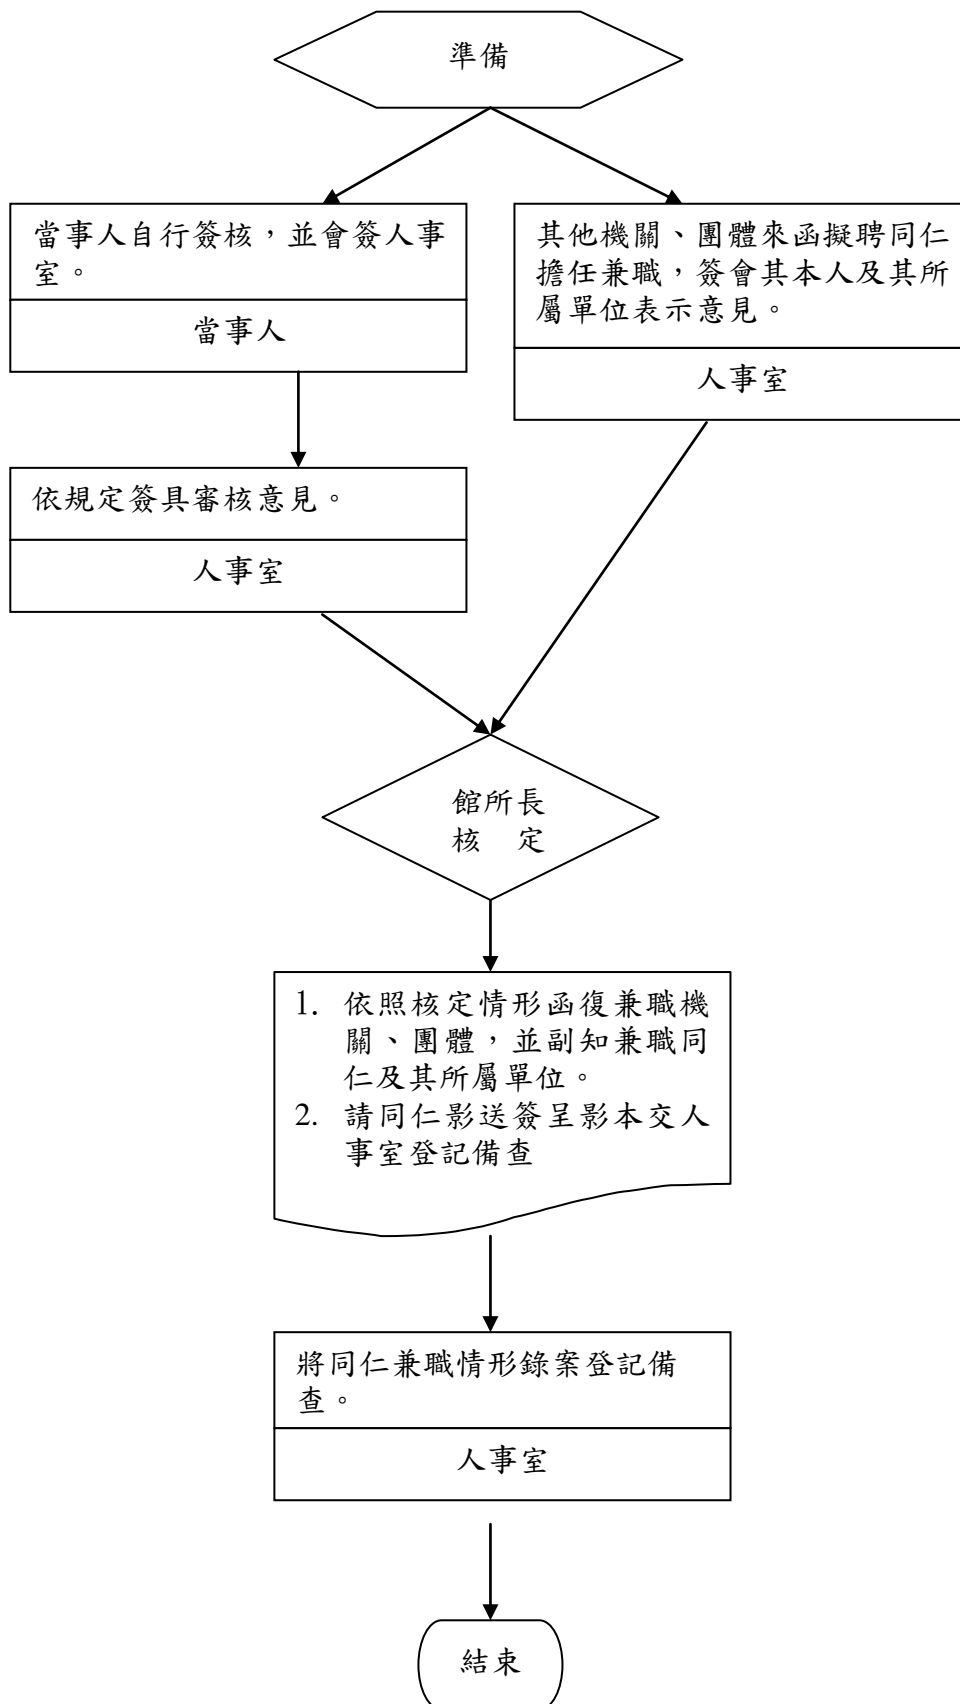 準備
當事人自行簽核，並會簽人事
室。
當事人
其他機關、團體來函擬聘同仁
擔任兼職，簽會其本人及其所
屬單位表示意見。
人事室
依規定簽具審核意見。
人事室
館所長
核　定
1. 依照核定情形函復兼職機
關、團體，並副知兼職同
仁及其所屬單位。
2. 請同仁影送簽呈影本交人
事室登記備查
將同仁兼職情形錄案登記備
查。
人事室
結束